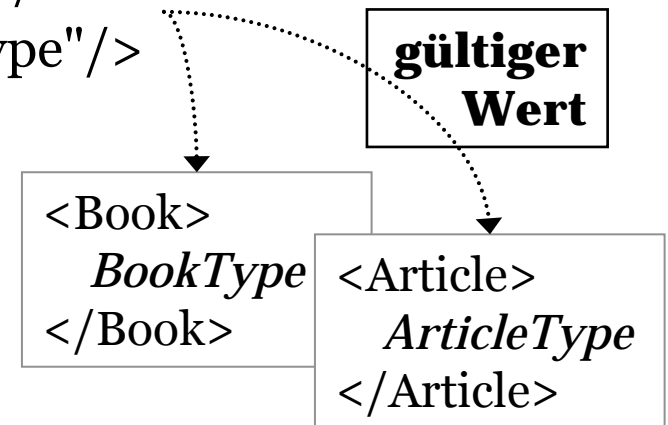 ype"/>
gültiger
Wert
<Book>
BookType
</Book>
<Article>
ArticleType
</Article>